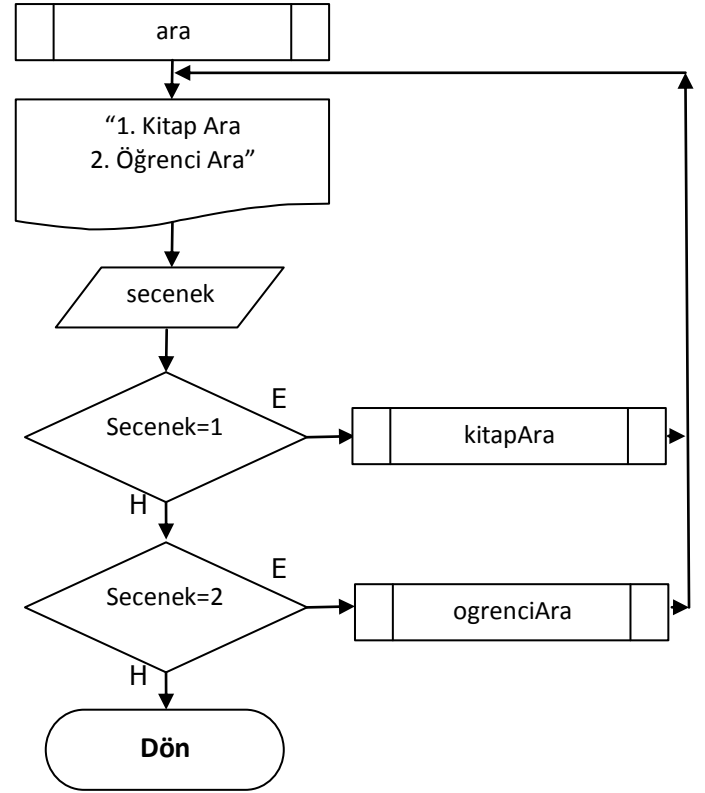 ara
“1. Kitap Ara
2. Öğrenci Ara”
secenek
Secenek=1
E
kitapAra
H
Secenek=2
E
ogrenciAra
H
Dön